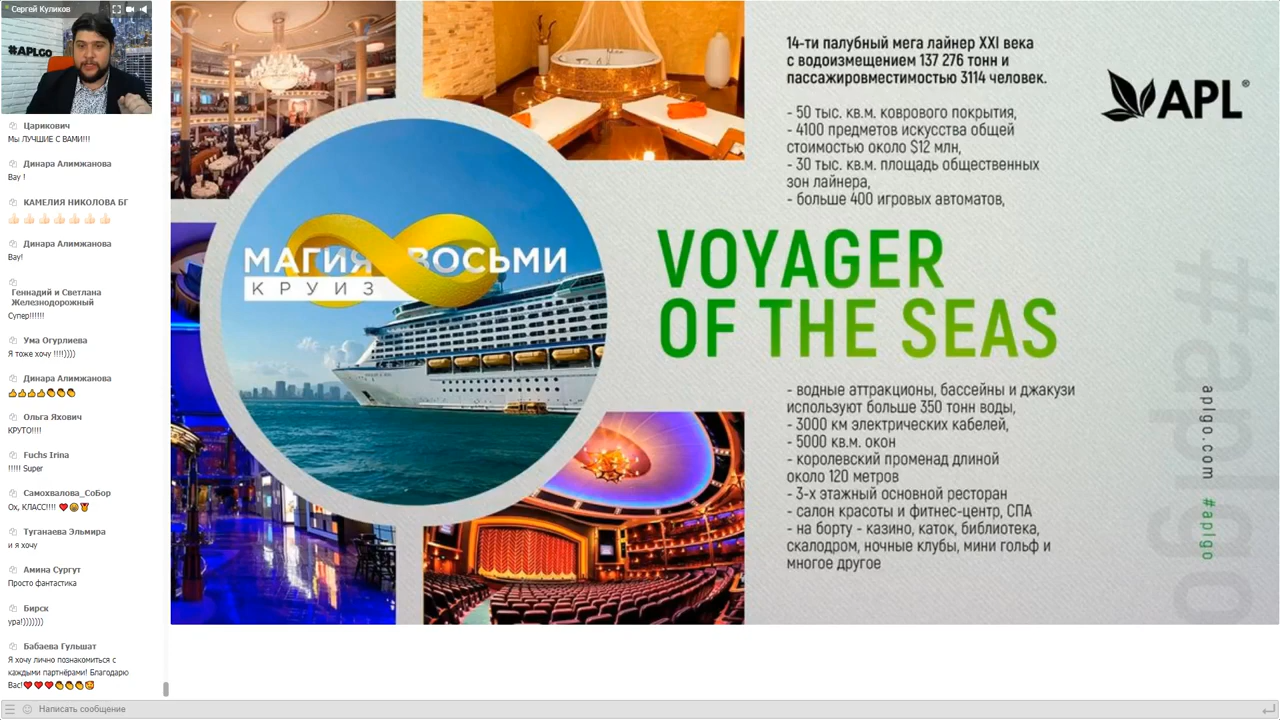 Сергей Куликов
#APLGO
Царикович
Мы ЛУЧШИЕ С ВАМИ!!!
Динара Алимжанова
Вау !
КАМЕЛИЯ НИКОЛОВА БГ
Динара Алимжанова
Вау!
Геннадий и Светлана
Железнодорожный
Супер!!!!!!
Ума Огурлиева
Я тоже хочу !!!!))))
Динара Алимжанова
Ольга Яхович
КРУТО!!!!
Fuchs Irina
!!!!! Super
Самохвалова_СоБор
Ох, КЛАСС!!!!
Туганаева Эльмира
и я хочу
Амина Сургут
Просто фантастика
Бирск
ура!)))))))
Бабаева Гульшат
Я хочу лично познакомиться с
каждыми партнёрами! Благодарю
Вас!
Написать сообщение
МАГИЯ ВОСЬМИ
КРУИЗ
14-ти палубный мега лайнер XXI века
с водоизмещением 137 276 тонн и
пассажировместимостью 3114 человек.
- 50 тыс. кв.м. коврового покрытия,
- 4100 предметов искусства общей
стоимостью около $12 млн,
- 30 тыс. кв.м. площадь общественных
зон лайнера,
- больше 400 игровых автоматов,
APL®
VOYAGER
OF THE SEAS
- водные аттракционы, бассейны и джакузи
используют больше 350 тонн воды,
- 3000 км электрических кабелей,
- 5000 кв.м. окон
- королевский променад длиной
около 120 метров
- 3-х этажный основной ресторан
- салон красоты и фитнес-центр, СПА
- на борту - казино, каток, библиотека,
скалодром, ночные клубы, мини гольф и
многое другое
aplgo.com #aplgo